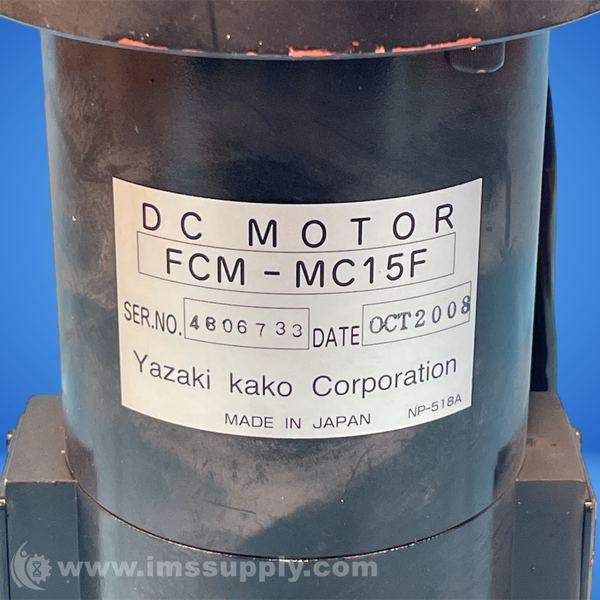 DC MOTOR
FCM-MC15F
SER.NO. 4806733 DATE OCT2008
Yazaki kako Corporation
MADE IN JAPAN NP-518A
www.imssupply.com